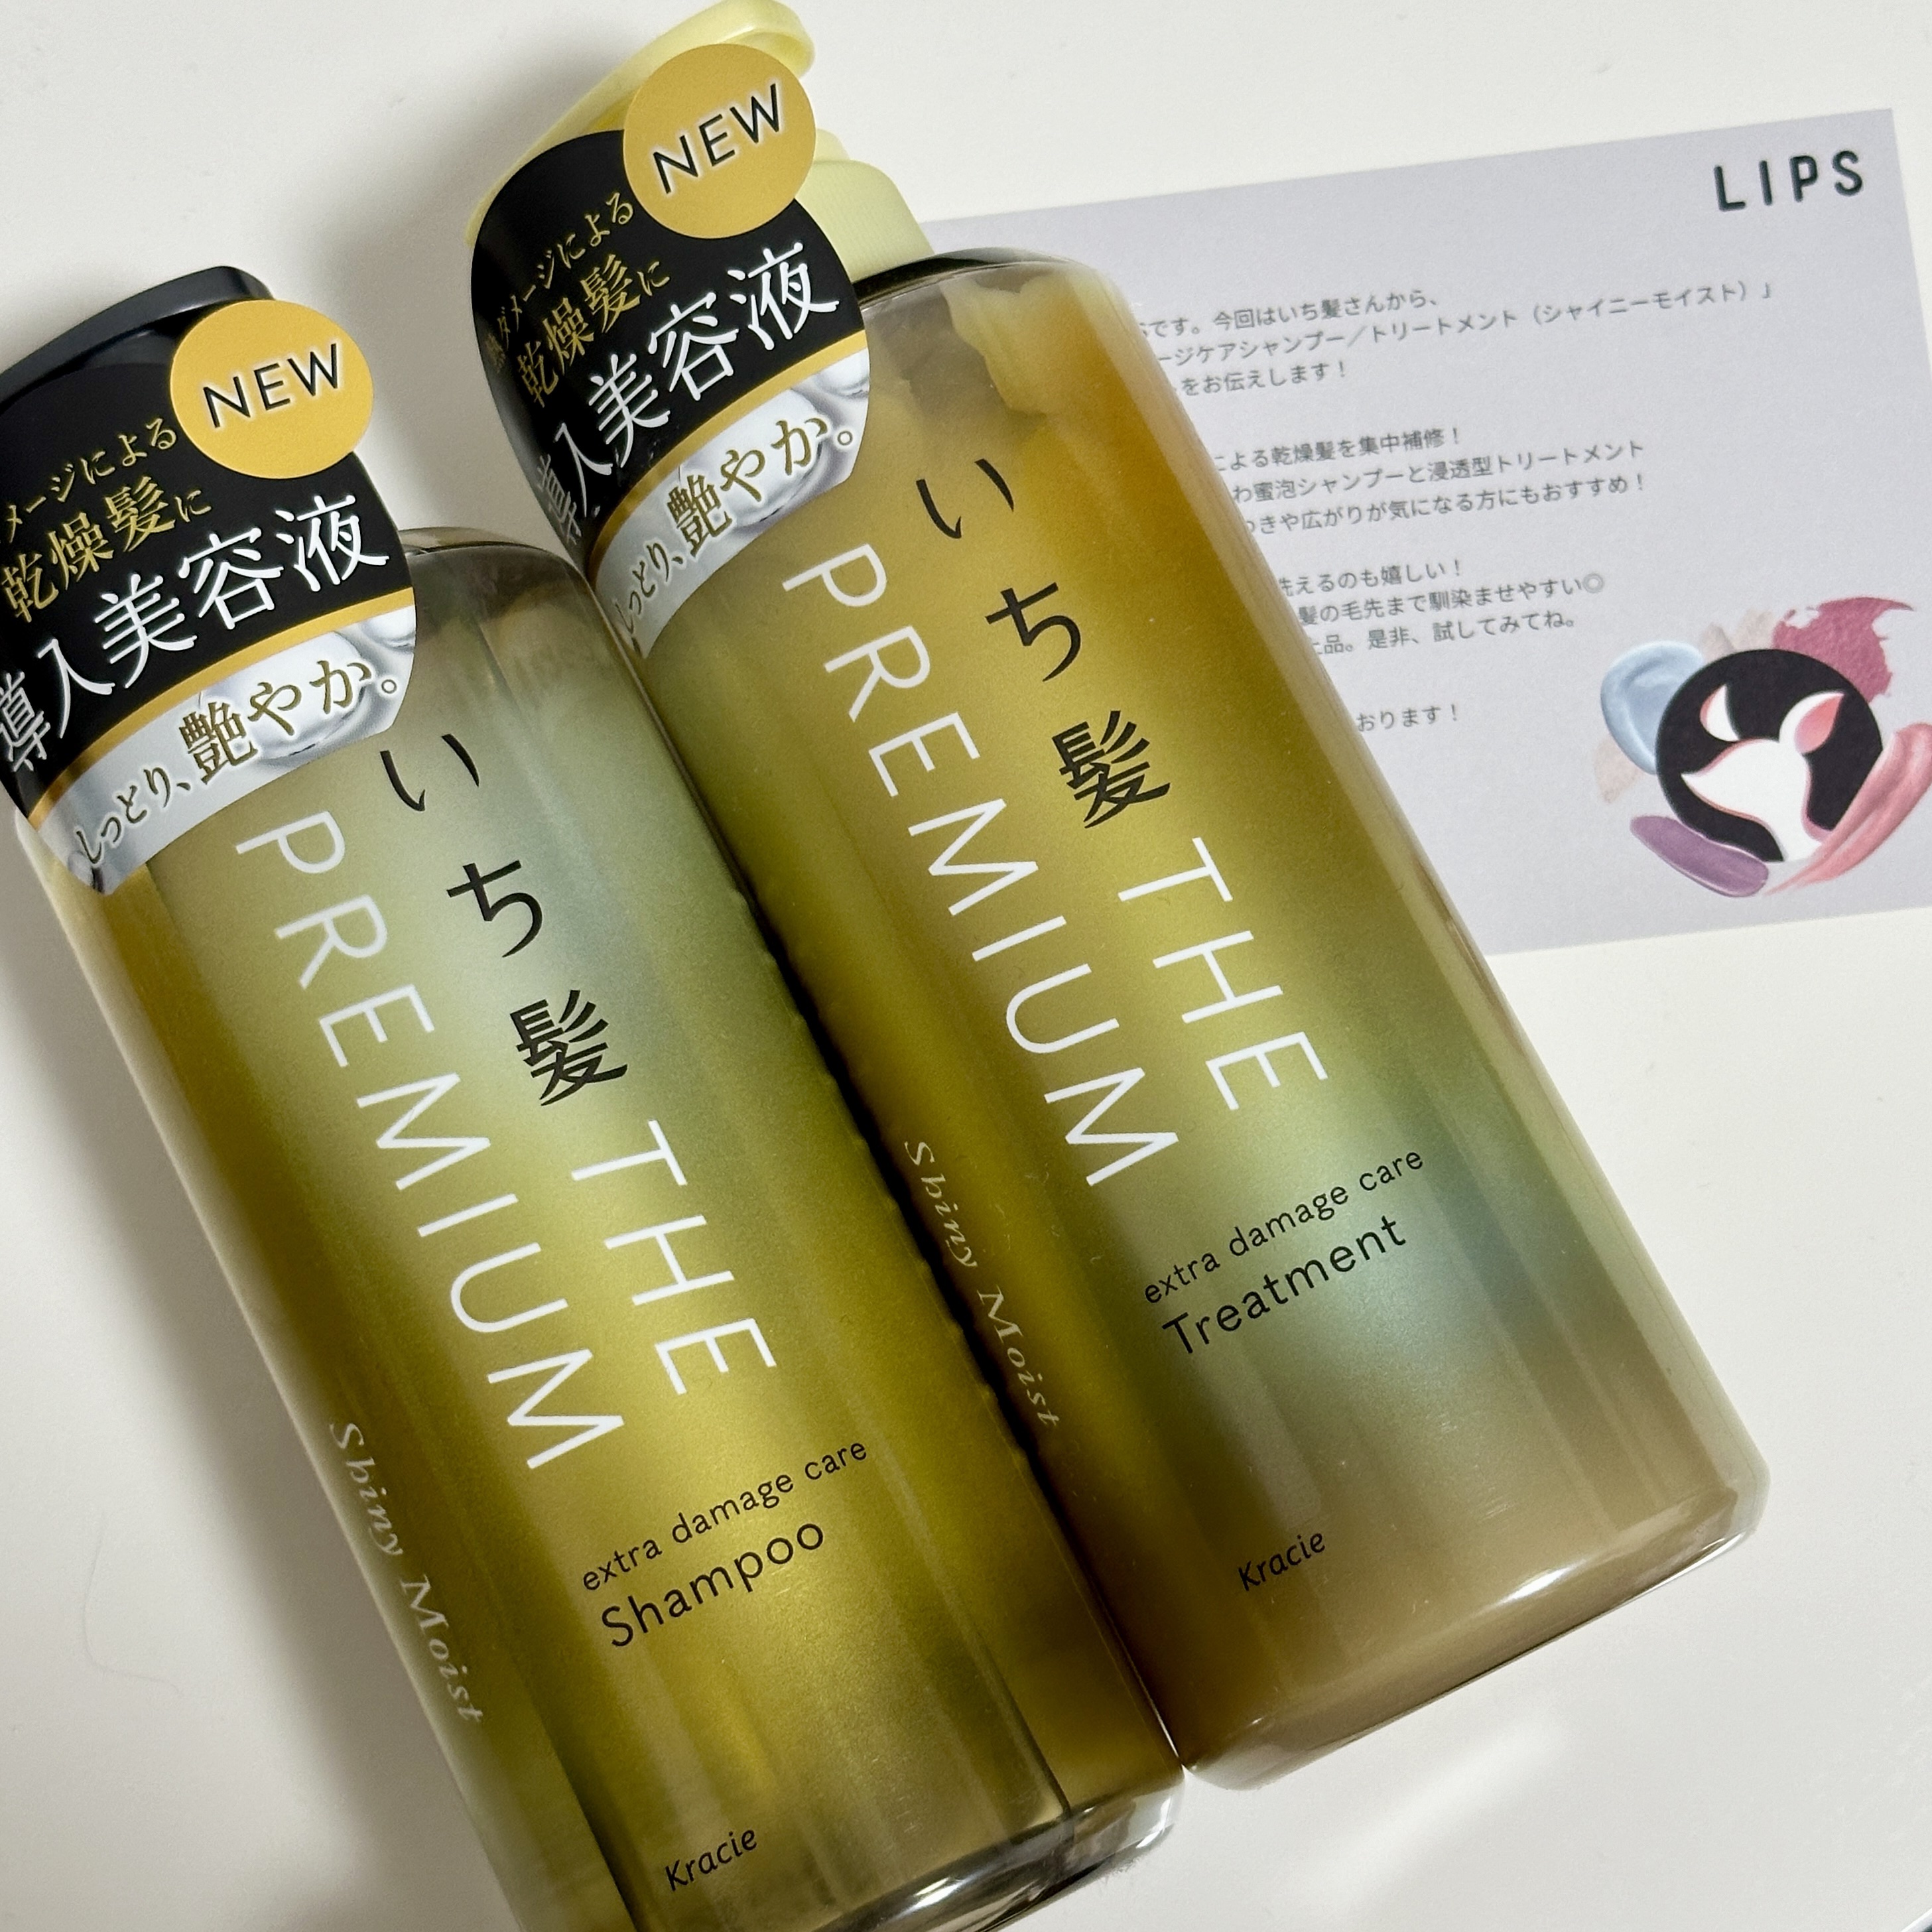 NEW
メージによる
乾燥髪に
導入美容液
しっとり、艶やか。
いち髪 THE
PREMIUM
Shiny Moist
extra damage care
Shampoo
Kracie
NEW
熱ダメージによる
乾燥髪に
導入美容液
しっとり、艶やか。
いち髪 THE
PREMIUM
Shiny Moist
extra damage care
Treatment
Kracie
LIPS
です。今回はいち髪さんから、
ージケアシャンプー／トリートメント（シャイニーモイスト）」
をお伝えします！
による乾燥髪を集中補修！
わ蜜泡シャンプーと浸透型トリートメント
きや広がりが気になる方にもおすすめ！
洗えるのも嬉しい！
髪の毛先まで馴染ませやすい◎
品。是非、試してみてね。
おります！